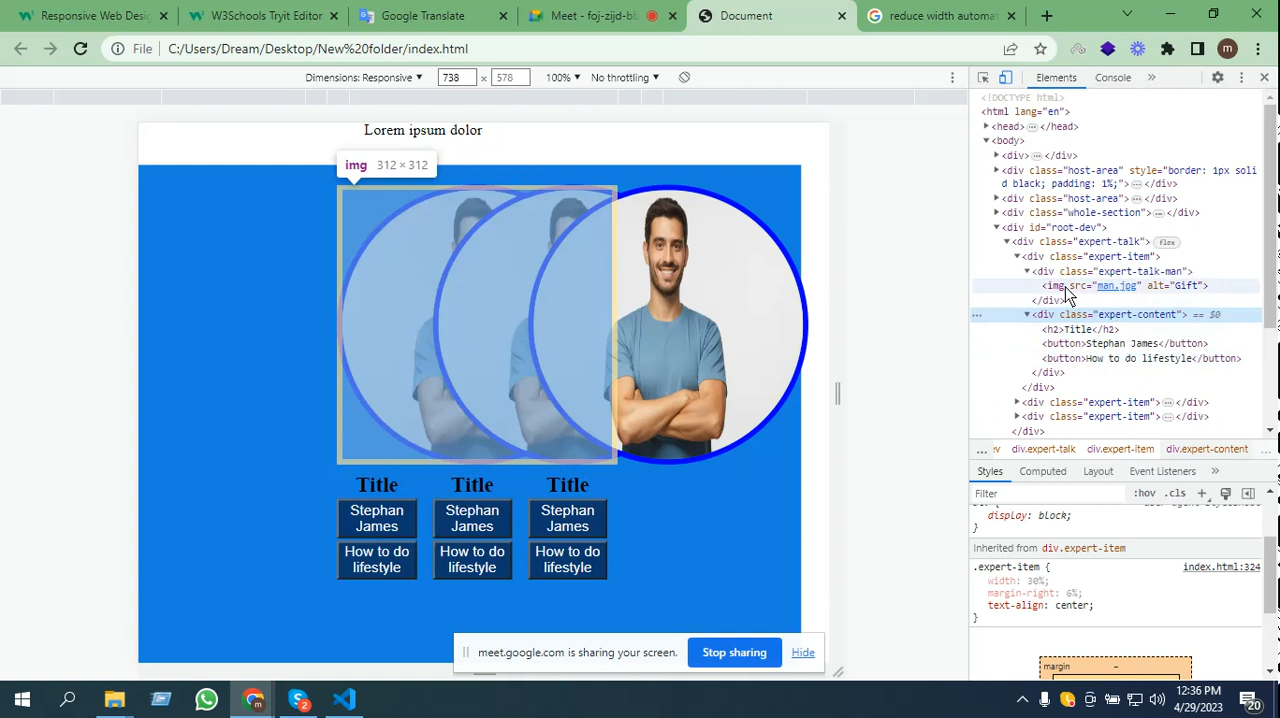 Responsive Web Desig
W3Schools Tryit Editor
Google Translate
Meet - foj-zijd-bb
Document
reduce width automat
File C:/Users/Dream/Desktop/New%20folder/index.html
m
Dimensions: Responsive 738 × 578 100% No throttling
Elements Console »
Lorem ipsum dolor
img 312 × 312
Title Title Title
Stephan James Stephan James Stephan James
How to do lifestyle How to do lifestyle How to do lifestyle
<!DOCTYPE html>
<html lang="en">
<head> … </head>
<body>
<div> … </div>
<div class="host-area" style="border: 1px soli
d black; padding: 1%;"> … </div>
<div class="host-area"> … </div>
<div class="whole-section"> … </div>
<div id="root-dev">
<div class="expert-talk"> flex
<div class="expert-item">
<div class="expert-talk-man">
<img src="man.jpg" alt="Gift">
</div>
<div class="expert-content"> == $0
<h2>Title</h2>
<button>Stephan James</button>
<button>How to do lifestyle</button>
</div>
</div>
<div class="expert-item"> … </div>
<div class="expert-item"> … </div>
</div>
… div.expert-talk div.expert-item div.expert-content …
Styles Computed Layout Event Listeners »
Filter :hov .cls +
display: block;
}
Inherited from div.expert-item
.expert-item { index.html:324
width: 30%;
margin-right: 6%;
text-align: center;
}
margin -
meet.google.com is sharing your screen. Stop sharing Hide
2
m
12:36 PM
4/29/2023
20